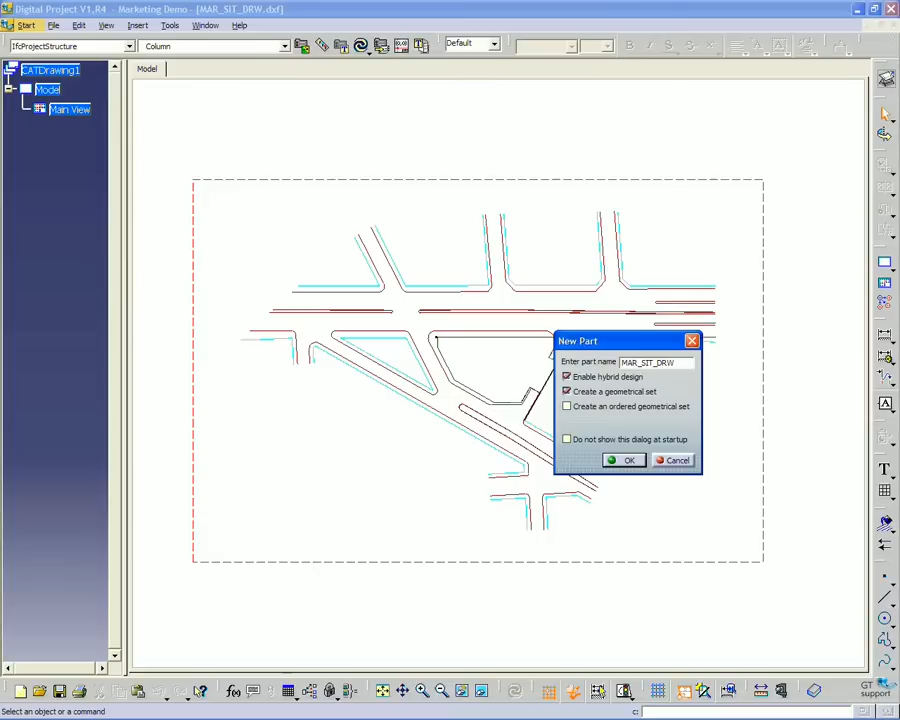 Digital Project V1,R4 - Marketing Demo - [MAR_SIT_DRW.dxf]
Start File Edit View Insert Tools Window Help
IfcProjectStructure Column Default
CATDrawing1
Model
Main View
Model
New Part
Enter part name MAR_SIT_DRW
Enable hybrid design
Create a geometrical set
Create an ordered geometrical set
Do not show this dialog at startup
OK Cancel
GT
support
Select an object or a command
c: